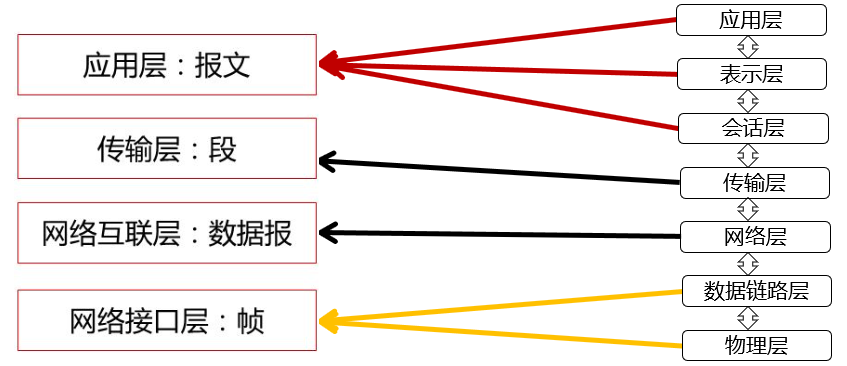 应用层：报文
传输层：段
网络互联层：数据报
网络接口层：帧
应用层
表示层
会话层
传输层
网络层
数据链路层
物理层